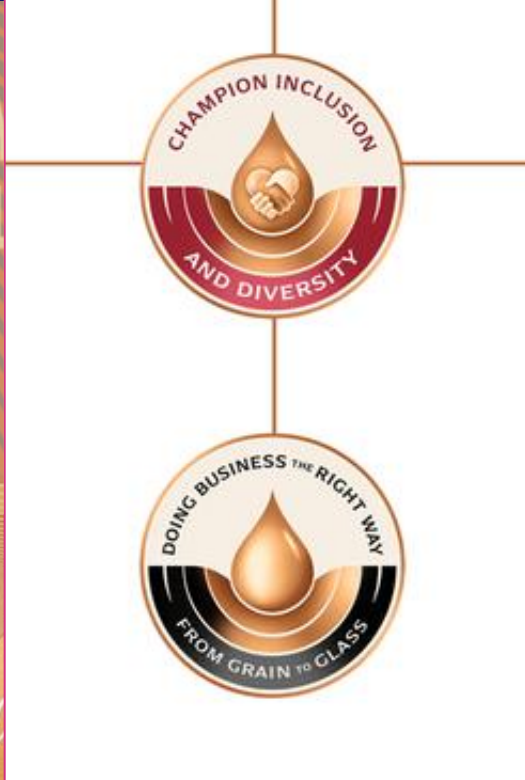 CHAMPION INCLUSION
AND DIVERSITY
DOING BUSINESS THE RIGHT WAY
FROM GRAIN TO GLASS